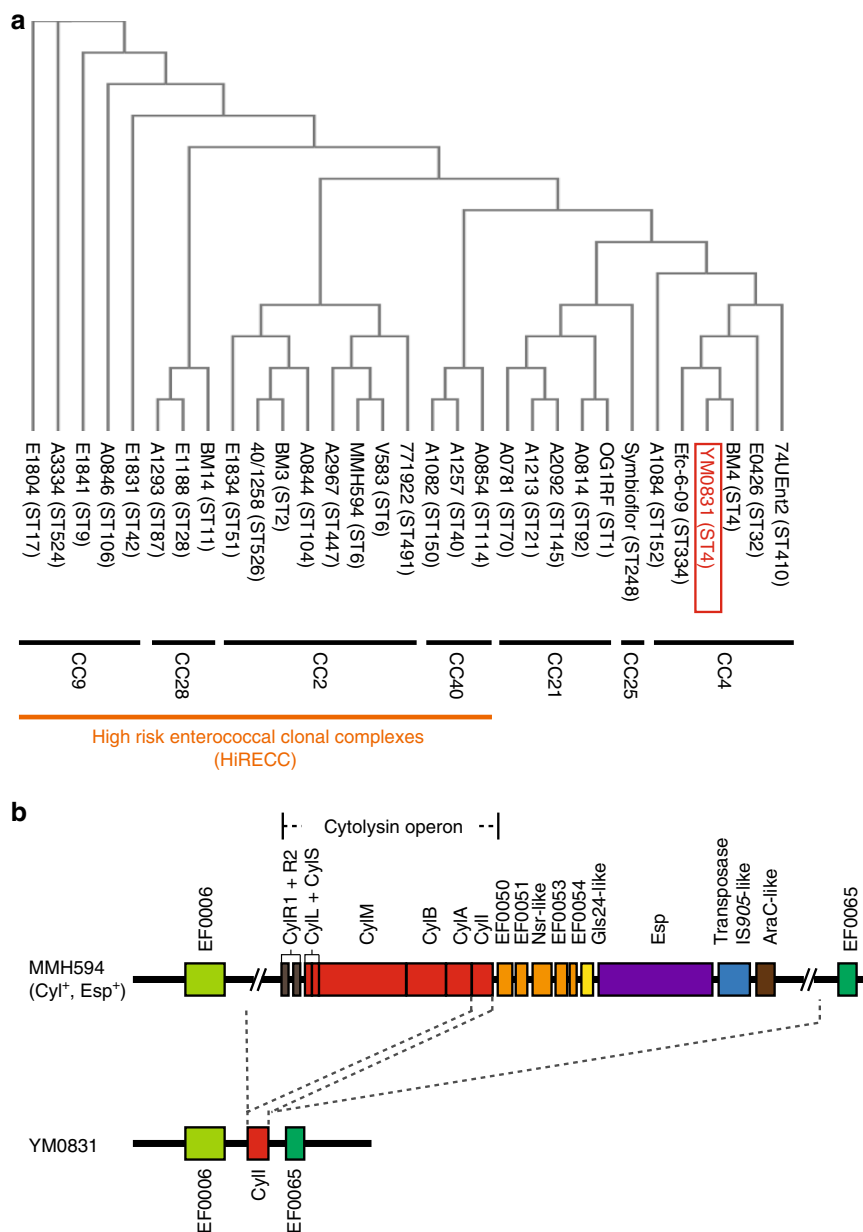 a
E1804 (ST17)
A3334 (ST524)
E1841 (ST9)
A0846 (ST106)
E1831 (ST42)
A1293 (ST87)
E1188 (ST28)
BM14 (ST11)
E1834 (ST51)
40/1258 (ST526)
BM3 (ST2)
A0844 (ST104)
A2967 (ST447)
MMH594 (ST6)
V583 (ST6)
771922 (ST491)
A1082 (ST150)
A1257 (ST40)
A0854 (ST114)
A0781 (ST70)
A1213 (ST21)
A2092 (ST145)
A0814 (ST92)
OG1RF (ST1)
Symbioflor (ST248)
A1084 (ST152)
Efc-6-09 (ST334)
YM0831 (ST4)
BM4 (ST4)
E0426 (ST32)
74UEnt2 (ST410)
CC9
CC28
CC2
CC40
CC21
CC25
CC4
High risk enterococcal clonal complexes
(HiRECC)
b
Cytolysin operon
EF0006
CylR1 + R2
CylL + CylS
CylM
CylB
CylA
CylI
EF0050
EF0051
Nsr-like
EF0053
EF0054
Gls24-like
Esp
Transposase
IS905-like
AraC-like
EF0065
MMH594
(Cyl⁺, Esp⁺)
YM0831
EF0006
CylI
EF0065